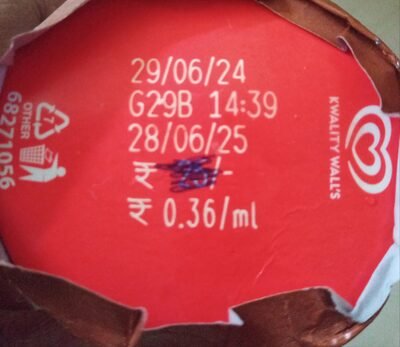 29/06/24
G29B 14:39
28/06/25
₹ /-
₹ 0.36/ml
KWALITY WALL'S
7
OTHER
68271056